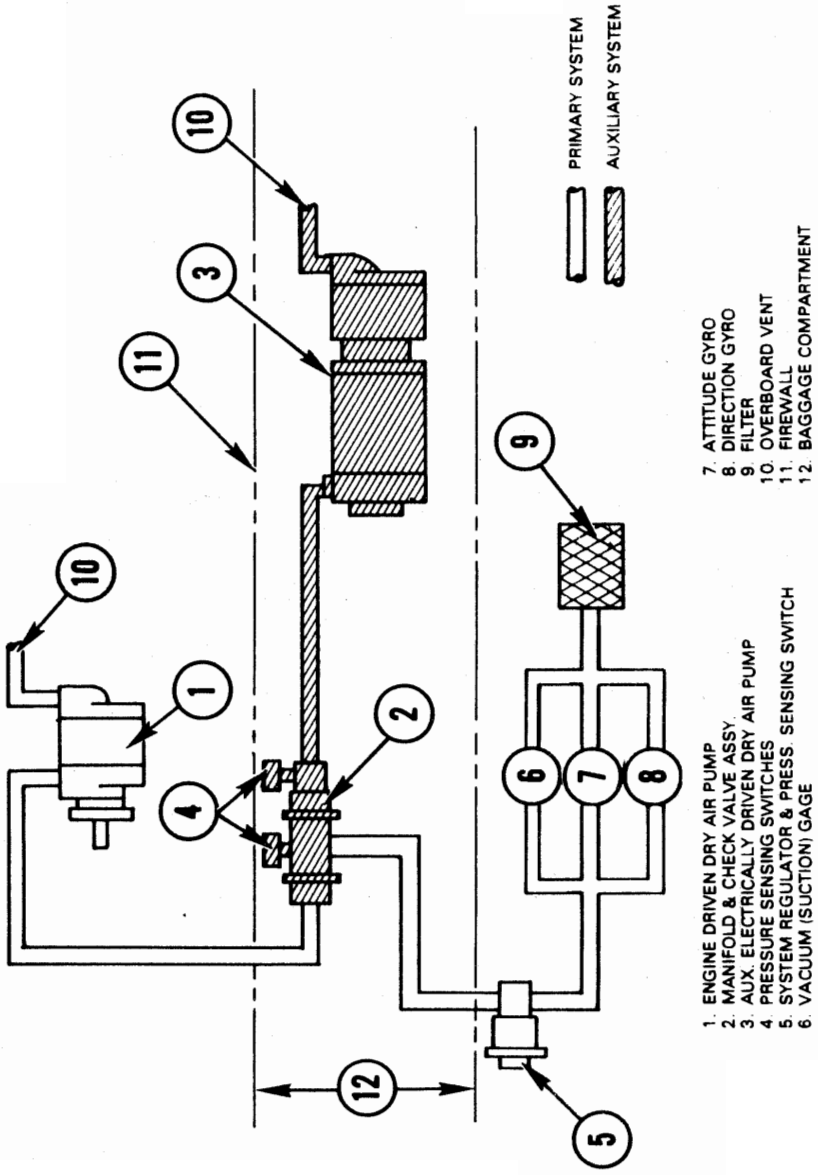 10
1
4
2
11
3
10
12
5
6
7
8
9
PRIMARY SYSTEM
AUXILIARY SYSTEM
1. ENGINE DRIVEN DRY AIR PUMP
2. MANIFOLD & CHECK VALVE ASSY.
3. AUX. ELECTRICALLY DRIVEN DRY AIR PUMP
4. PRESSURE SENSING SWITCHES
5. SYSTEM REGULATOR & PRESS. SENSING SWITCH
6. VACUUM (SUCTION) GAGE
7. ATTITUDE GYRO
8. DIRECTION GYRO
9. FILTER
10. OVERBOARD VENT
11. FIREWALL
12. BAGGAGE COMPARTMENT